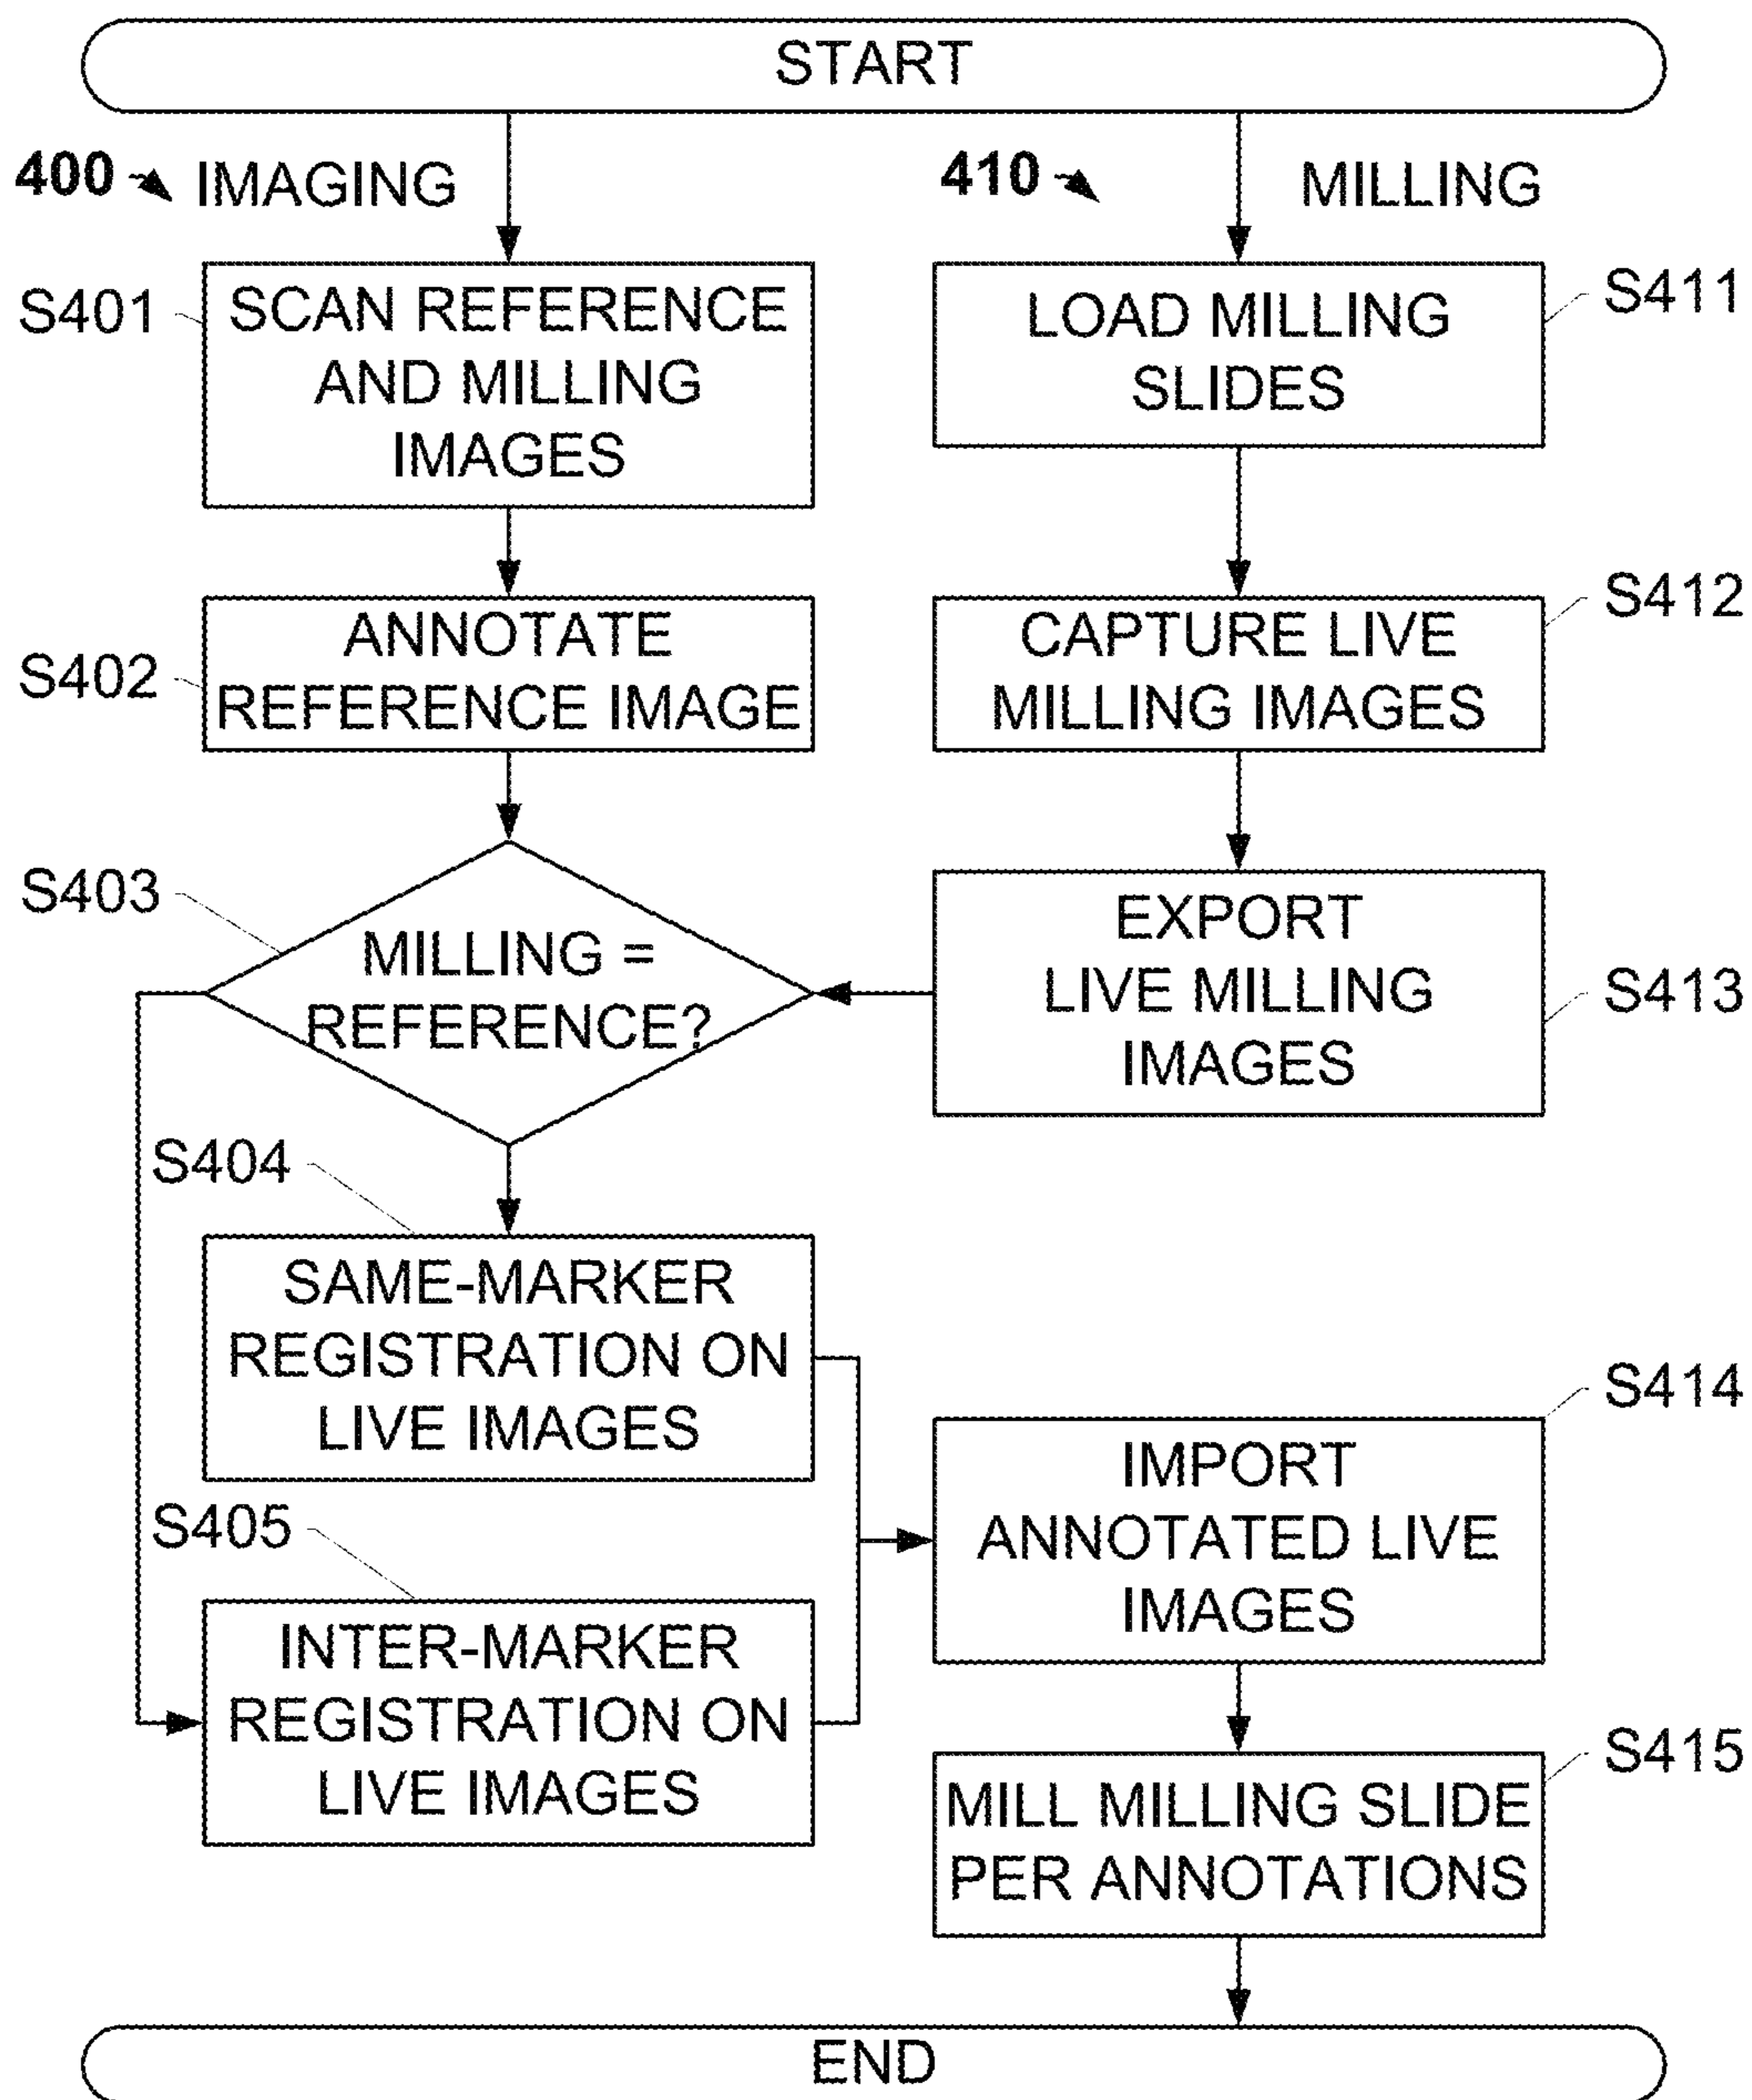 START
400
IMAGING
410
MILLING
S401
SCAN REFERENCE
AND MILLING
IMAGES
S411
LOAD MILLING
SLIDES
S402
ANNOTATE
REFERENCE IMAGE
S412
CAPTURE LIVE
MILLING IMAGES
S403
MILLING =
REFERENCE?
S413
EXPORT
LIVE MILLING
IMAGES
S404
SAME-MARKER
REGISTRATION ON
LIVE IMAGES
S414
IMPORT
ANNOTATED LIVE
IMAGES
S405
INTER-MARKER
REGISTRATION ON
LIVE IMAGES
S415
MILL MILLING SLIDE
PER ANNOTATIONS
END